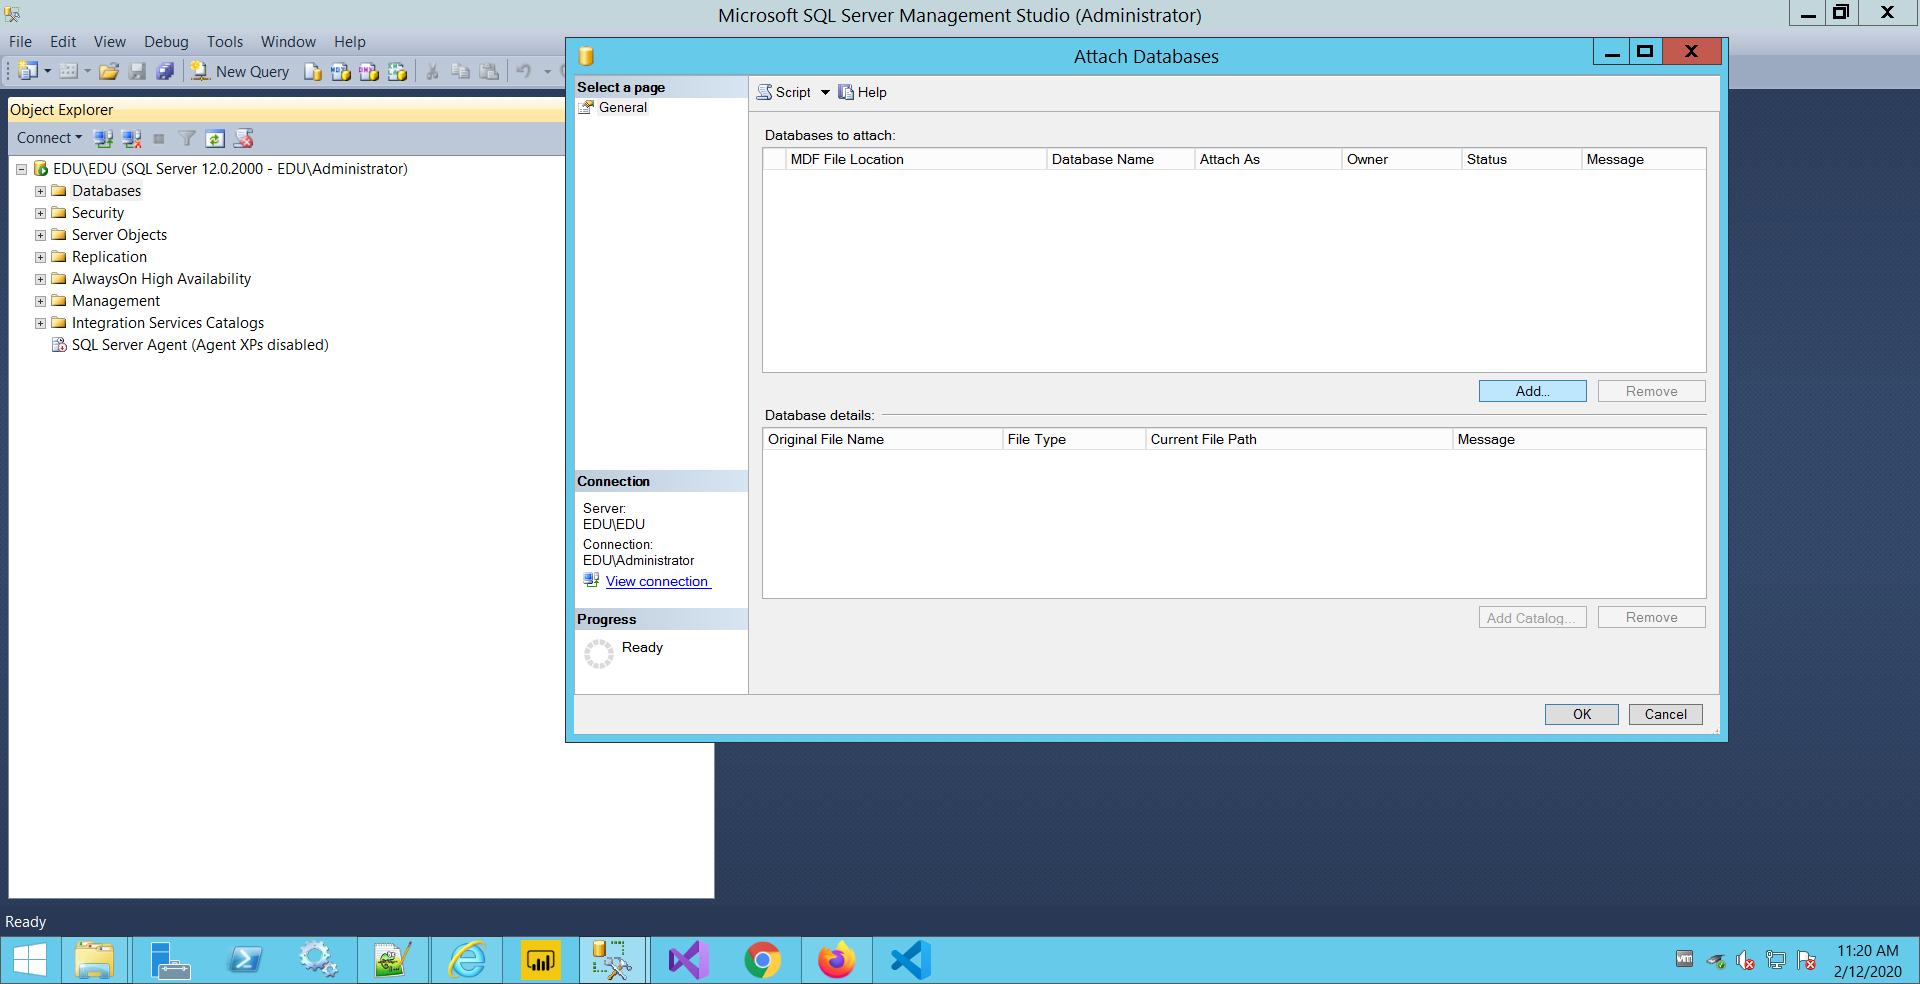 Microsoft SQL Server Management Studio (Administrator)
File Edit View Debug Tools Window Help
New Query
Object Explorer
Connect
EDU\EDU (SQL Server 12.0.2000 - EDU\Administrator)
Databases
Security
Server Objects
Replication
AlwaysOn High Availability
Management
Integration Services Catalogs
SQL Server Agent (Agent XPs disabled)
Attach Databases
Select a page
General
Script Help
Databases to attach:
MDF File Location Database Name Attach As Owner Status Message
Add... Remove
Database details:
Original File Name File Type Current File Path Message
Add Catalog... Remove
Connection
Server:
EDU\EDU
Connection:
EDU\Administrator
View connection
Progress
Ready
OK Cancel
Ready
11:20 AM
2/12/2020